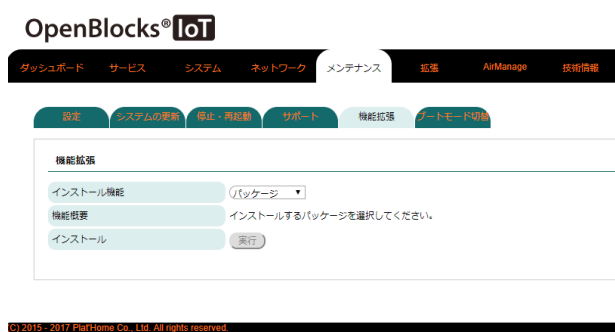 OpenBlocks® IoT
ダッシュボード サービス システム ネットワーク メンテナンス 拡張 AirManage 技術情報
設定 システムの更新 停止・再起動 サポート 機能拡張 ブートモード切替
機能拡張
インストール機能 パッケージ
機能概要 インストールするパッケージを選択してください。
インストール 実行
(C) 2015 - 2017 Plat'Home Co., Ltd. All rights reserved.